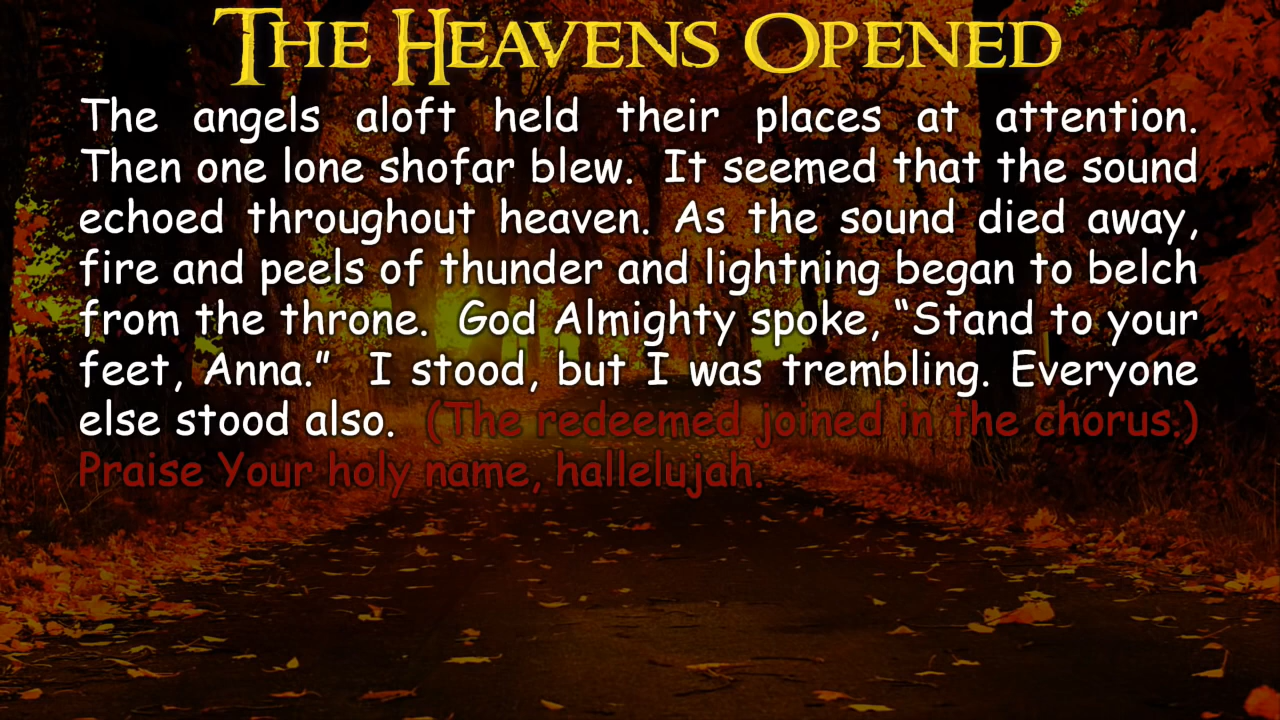 THE HEAVENS OPENED
The angels aloft held their places at attention.
Then one lone shofar blew.  It seemed that the sound
echoed throughout heaven. As the sound died away,
fire and peels of thunder and lightning began to belch
from the throne.  God Almighty spoke, “Stand to your
feet, Anna.”  I stood, but I was trembling. Everyone
else stood also.  (The redeemed joined in the chorus.)
Praise Your holy name, hallelujah.